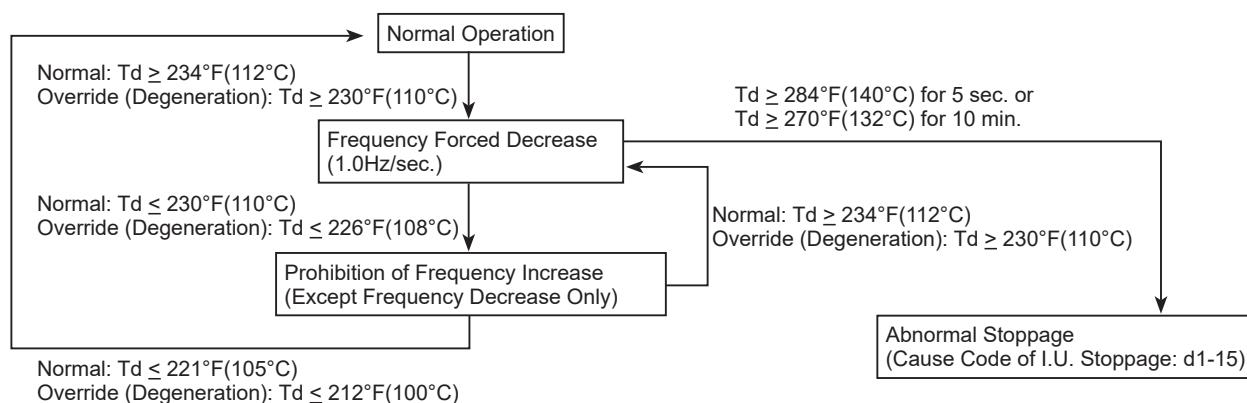 Normal Operation
Normal: Td ≥ 234°F(112°C)
Override (Degeneration): Td ≥ 230°F(110°C)
Td ≥ 284°F(140°C) for 5 sec. or
Td ≥ 270°F(132°C) for 10 min.
Frequency Forced Decrease
(1.0Hz/sec.)
Normal: Td ≤ 230°F(110°C)
Override (Degeneration): Td ≤ 226°F(108°C)
Normal: Td ≥ 234°F(112°C)
Override (Degeneration): Td ≥ 230°F(110°C)
Prohibition of Frequency Increase
(Except Frequency Decrease Only)
Abnormal Stoppage
(Cause Code of I.U. Stoppage: d1-15)
Normal: Td ≤ 221°F(105°C)
Override (Degeneration): Td ≤ 212°F(100°C)